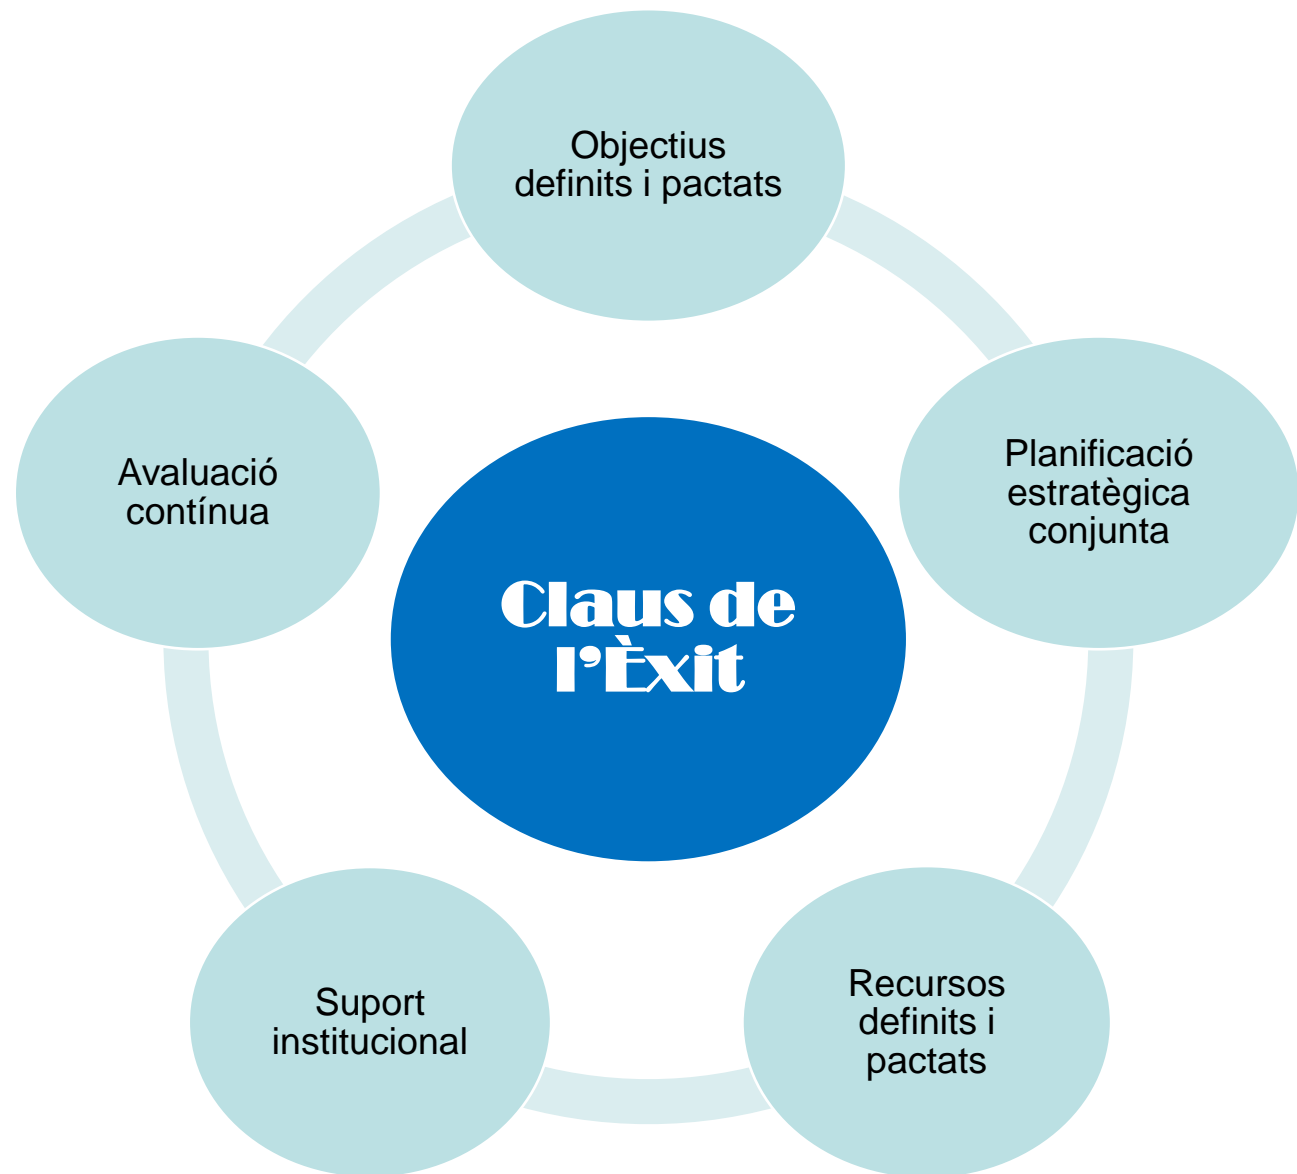 Objectius
definits i pactats
Planificació
estratègica
conjunta
Recursos
definits i
pactats
Suport
institucional
Avaluació
contínua
Claus de
l’Èxit